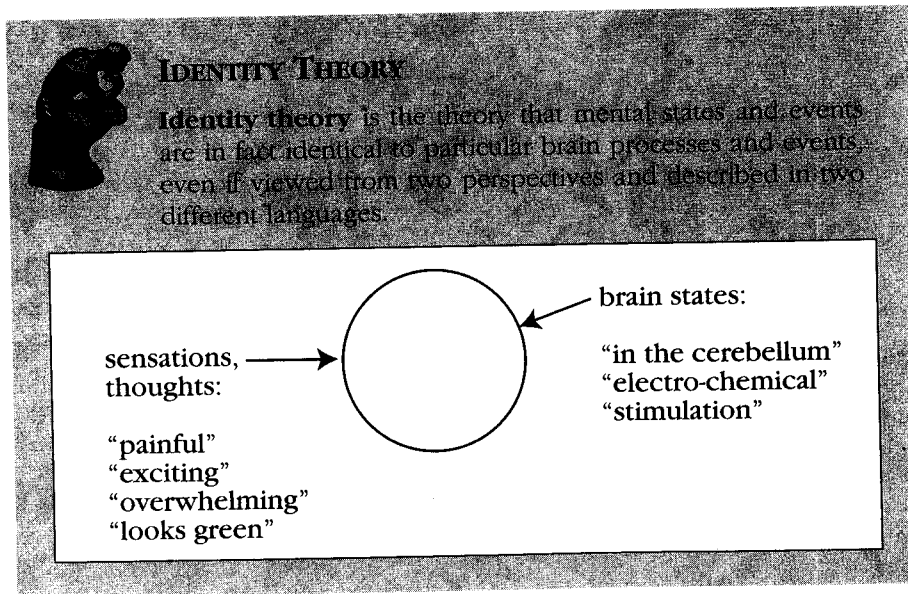 IDENTITY THEORY
Identity theory is the theory that mental states and events
are in fact identical to particular brain processes and events,
even if viewed from two perspectives and described in two
different languages.
sensations,
thoughts:
“painful”
“exciting”
“overwhelming”
“looks green”
brain states:
“in the cerebellum”
“electro-chemical”
“stimulation”